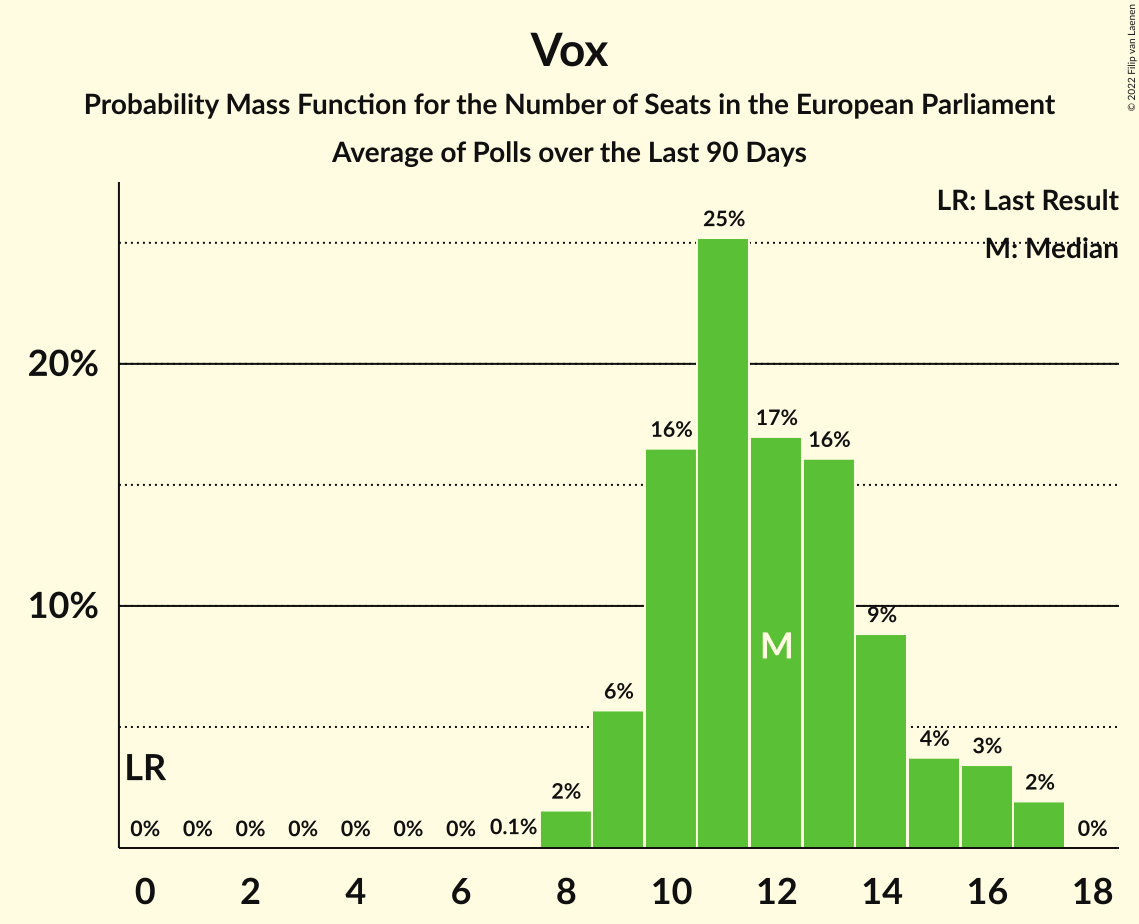 © 2022 Filip van Laenen
Vox
Probability Mass Function for the Number of Seats in the European Parliament
Average of Polls over the Last 90 Days
LR: Last Result
M: Median
25%
20%
17%
16%
16%
10%
9%
M
6%
LR
4%
3%
2%
2%
0% 0% 0% 0% 0% 0% 0% 0.1% 0%
0 2 4 6 8 10 12 14 16 18